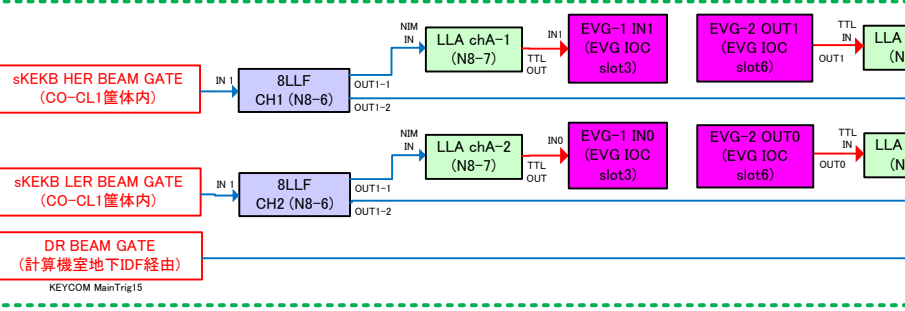 sKEKB HER BEAM GATE
(CO-CL1筐体内)
IN 1
8LLF
CH1 (N8-6)
OUT1-1
OUT1-2
NIM
IN
LLA chA-1
(N8-7)
TTL
OUT
IN1
EVG-1 IN1
(EVG IOC
slot3)
EVG-2 OUT1
(EVG IOC
slot6)
OUT1
TTL
IN
LLA
(N
sKEKB LER BEAM GATE
(CO-CL1筐体内)
IN 1
8LLF
CH2 (N8-6)
OUT1-1
OUT1-2
NIM
IN
LLA chA-2
(N8-7)
TTL
OUT
IN0
EVG-1 IN0
(EVG IOC
slot3)
EVG-2 OUT0
(EVG IOC
slot6)
OUT0
TTL
IN
LLA
(N
DR BEAM GATE
(計算機室地下IDF経由)
KEYCOM MainTrig15